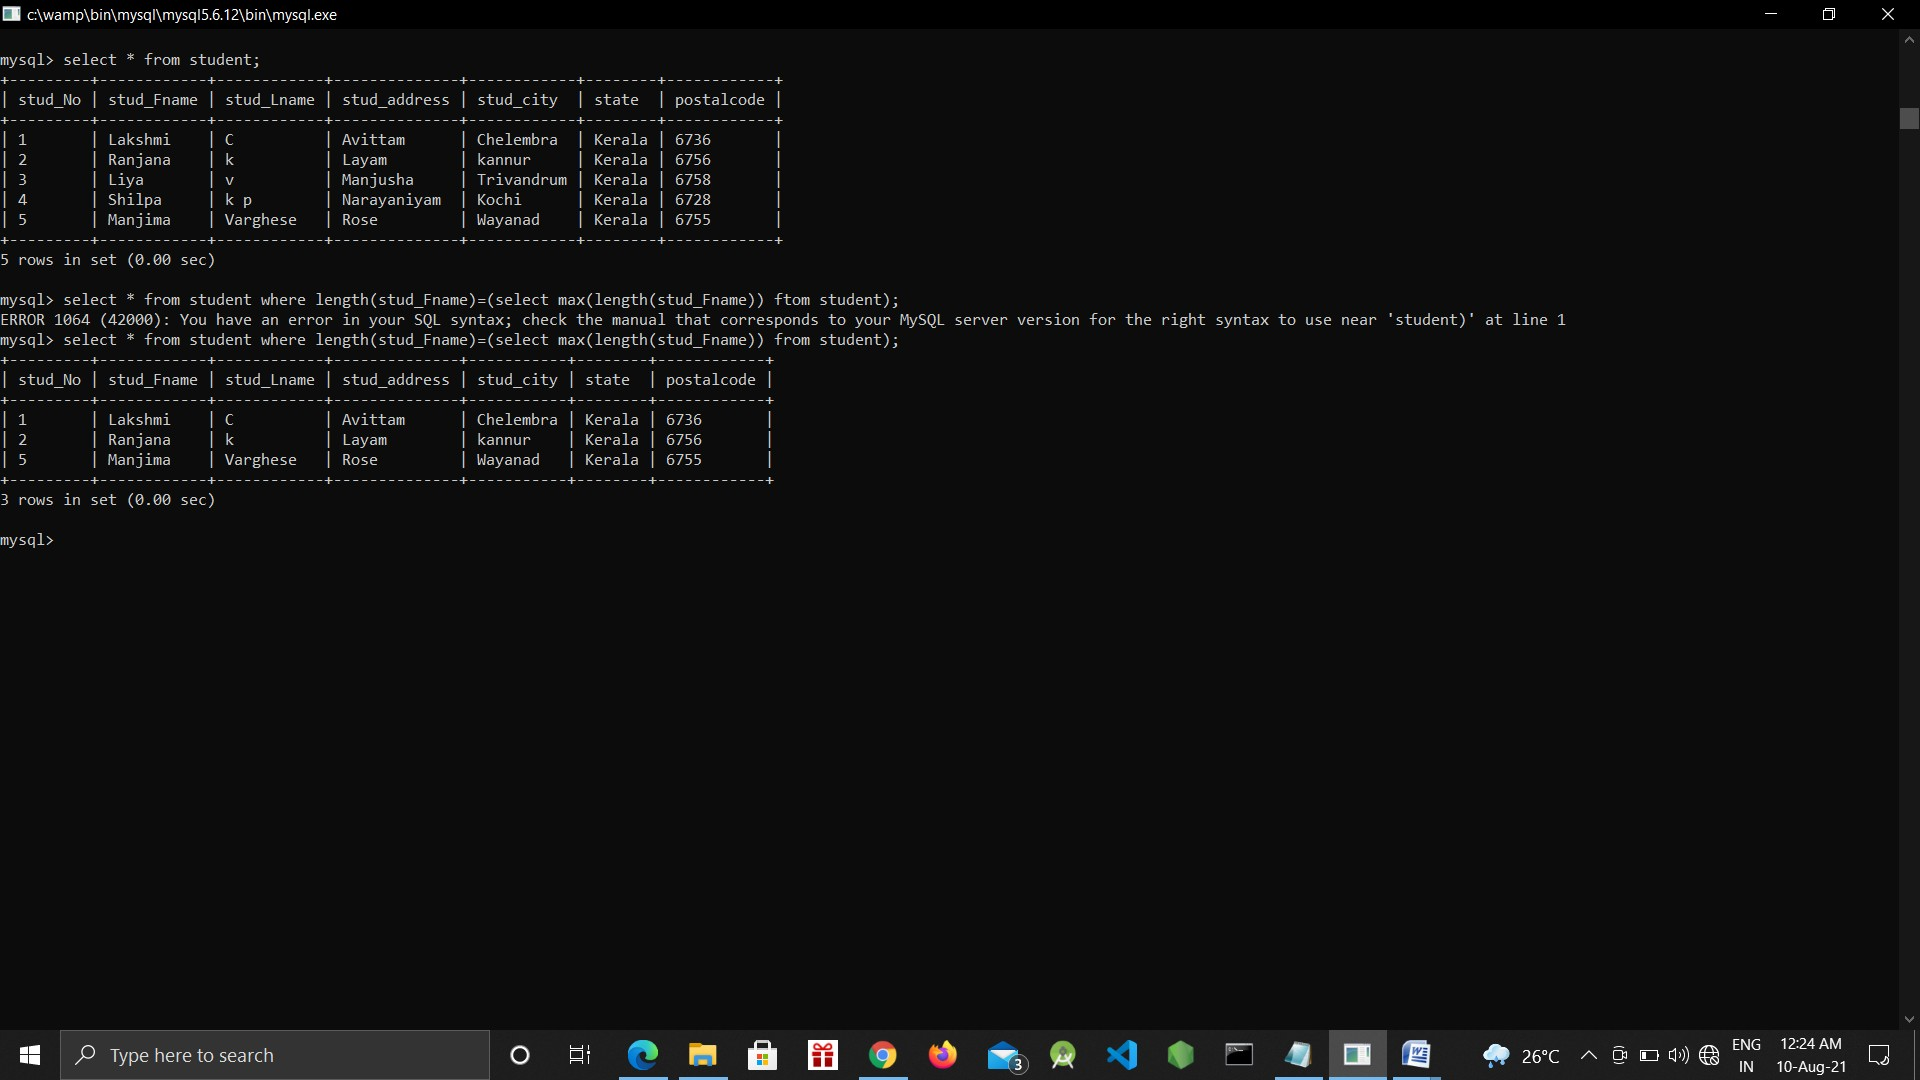 c:\wamp\bin\mysql\mysql5.6.12\bin\mysql.exe
mysql> select * from student;
+---------+------------+------------+--------------+------------+--------+------------+
| stud_No | stud_Fname | stud_Lname | stud_address | stud_city  | state  | postalcode |
+---------+------------+------------+--------------+------------+--------+------------+
| 1       | Lakshmi    | C          | Avittam      | Chelembra  | Kerala | 6736       |
| 2       | Ranjana    | k          | Layam        | kannur     | Kerala | 6756       |
| 3       | Liya       | v          | Manjusha     | Trivandrum | Kerala | 6758       |
| 4       | Shilpa     | k p        | Narayaniyam  | Kochi      | Kerala | 6728       |
| 5       | Manjima    | Varghese   | Rose         | Wayanad    | Kerala | 6755       |
+---------+------------+------------+--------------+------------+--------+------------+
5 rows in set (0.00 sec)
mysql> select * from student where length(stud_Fname)=(select max(length(stud_Fname)) ftom student);
ERROR 1064 (42000): You have an error in your SQL syntax; check the manual that corresponds to your MySQL server version for the right syntax to use near 'student)' at line 1
mysql> select * from student where length(stud_Fname)=(select max(length(stud_Fname)) from student);
+---------+------------+------------+--------------+-----------+--------+------------+
| stud_No | stud_Fname | stud_Lname | stud_address | stud_city | state  | postalcode |
+---------+------------+------------+--------------+-----------+--------+------------+
| 1       | Lakshmi    | C          | Avittam      | Chelembra | Kerala | 6736       |
| 2       | Ranjana    | k          | Layam        | kannur    | Kerala | 6756       |
| 5       | Manjima    | Varghese   | Rose         | Wayanad   | Kerala | 6755       |
+---------+------------+------------+--------------+-----------+--------+------------+
3 rows in set (0.00 sec)
mysql>
Type here to search
3
26°C
ENG
IN
12:24 AM
10-Aug-21